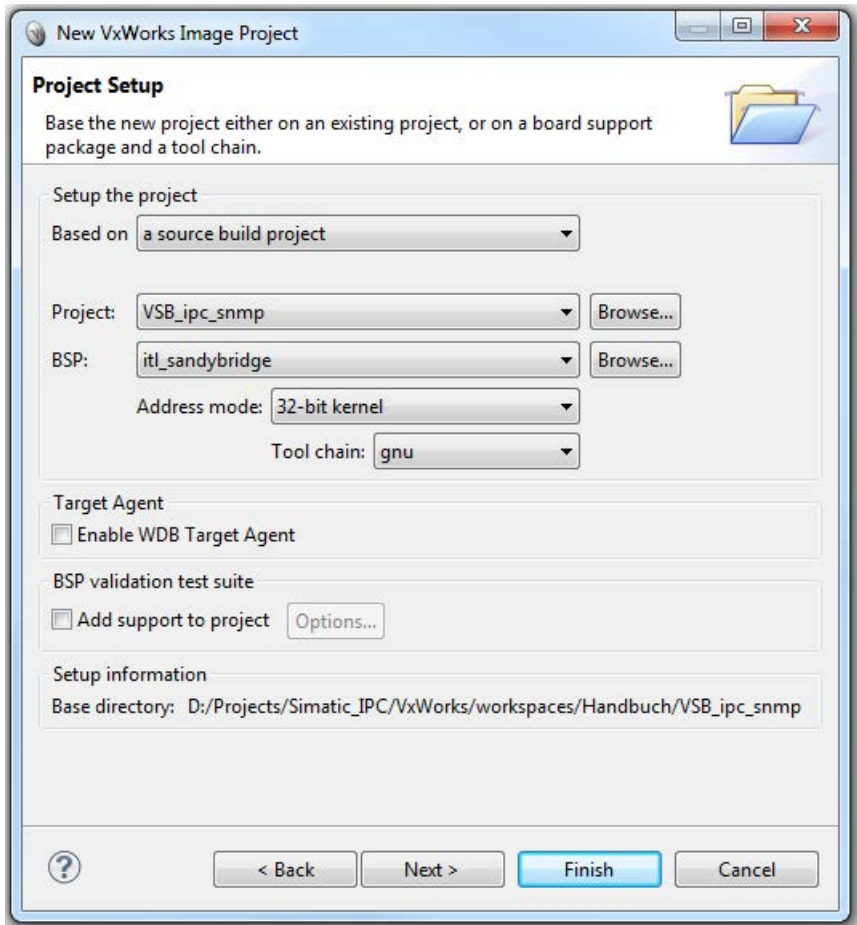 New VxWorks Image Project
Project Setup
Base the new project either on an existing project, or on a board support
package and a tool chain.
Setup the project
Based on a source build project
Project: VSB_ipc_snmp Browse...
BSP: itl_sandybridge Browse...
Address mode: 32-bit kernel
Tool chain: gnu
Target Agent
Enable WDB Target Agent
BSP validation test suite
Add support to project Options...
Setup information
Base directory: D:/Projects/Simatic_IPC/VxWorks/workspaces/Handbuch/VSB_ipc_snmp
? < Back Next > Finish Cancel